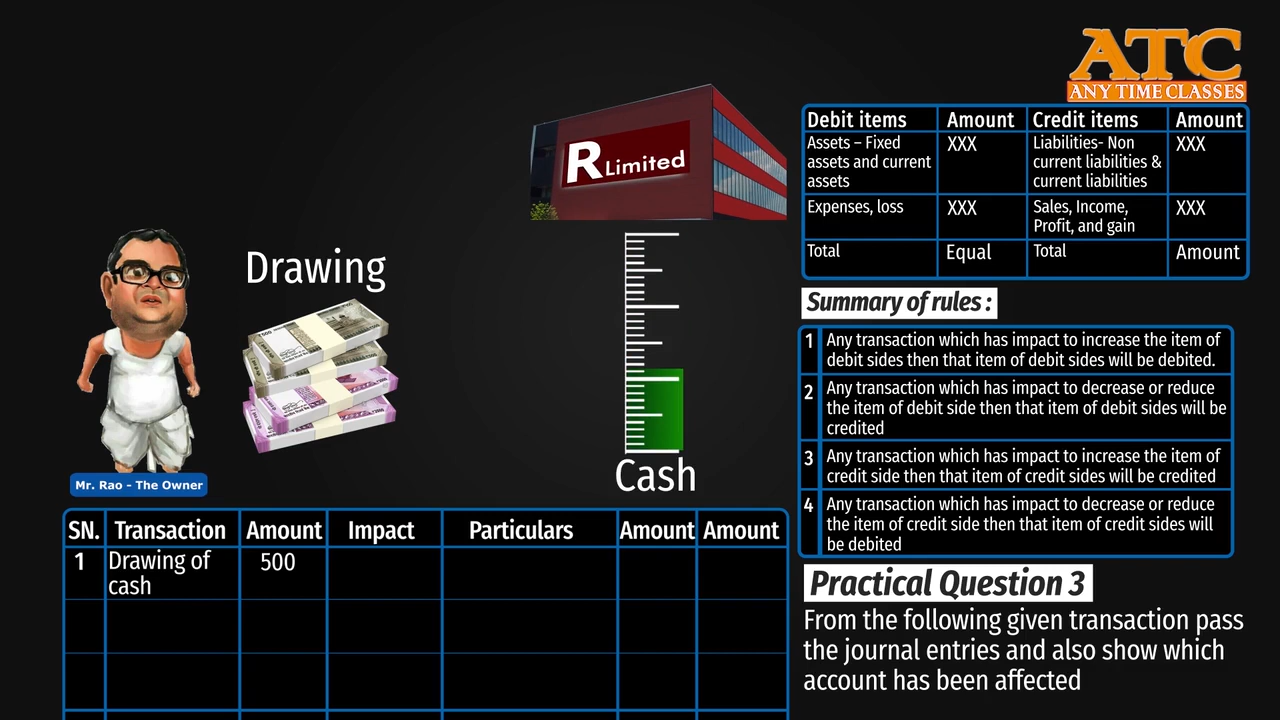 ATC
ANY TIME CLASSES
R Limited
Drawing
Cash
Mr. Rao - The Owner
Debit items Amount Credit items Amount
Assets – Fixed assets and current assets XXX Liabilities- Non current liabilities & current liabilities XXX
Expenses, loss XXX Sales, Income, Profit, and gain XXX
Total Equal Total Amount
Summary of rules :
1 Any transaction which has impact to increase the item of
debit sides then that item of debit sides will be debited.
2 Any transaction which has impact to decrease or reduce
the item of debit side then that item of debit sides will be
credited
3 Any transaction which has impact to increase the item of
credit side then that item of credit sides will be credited
4 Any transaction which has impact to decrease or reduce
the item of credit side then that item of credit sides will
be debited
SN. Transaction Amount Impact Particulars Amount Amount
1 Drawing of cash 500
Practical Question 3
From the following given transaction pass
the journal entries and also show which
account has been affected